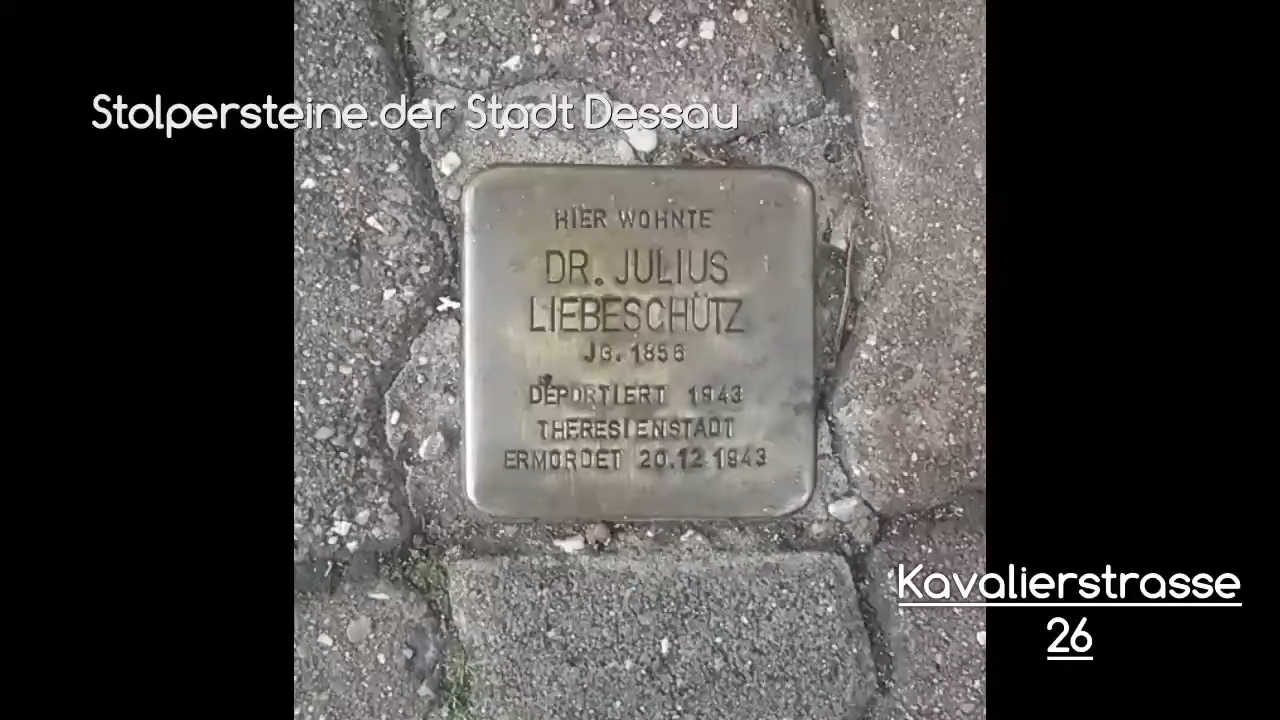 Stolpersteine der Stadt Dessau
HIER WOHNTE
DR. JULIUS
LIEBESCHÜTZ
JG. 1856
DEPORTIERT 1943
THERESIENSTADT
ERMORDET 20.12.1943
Kavalierstrasse
26